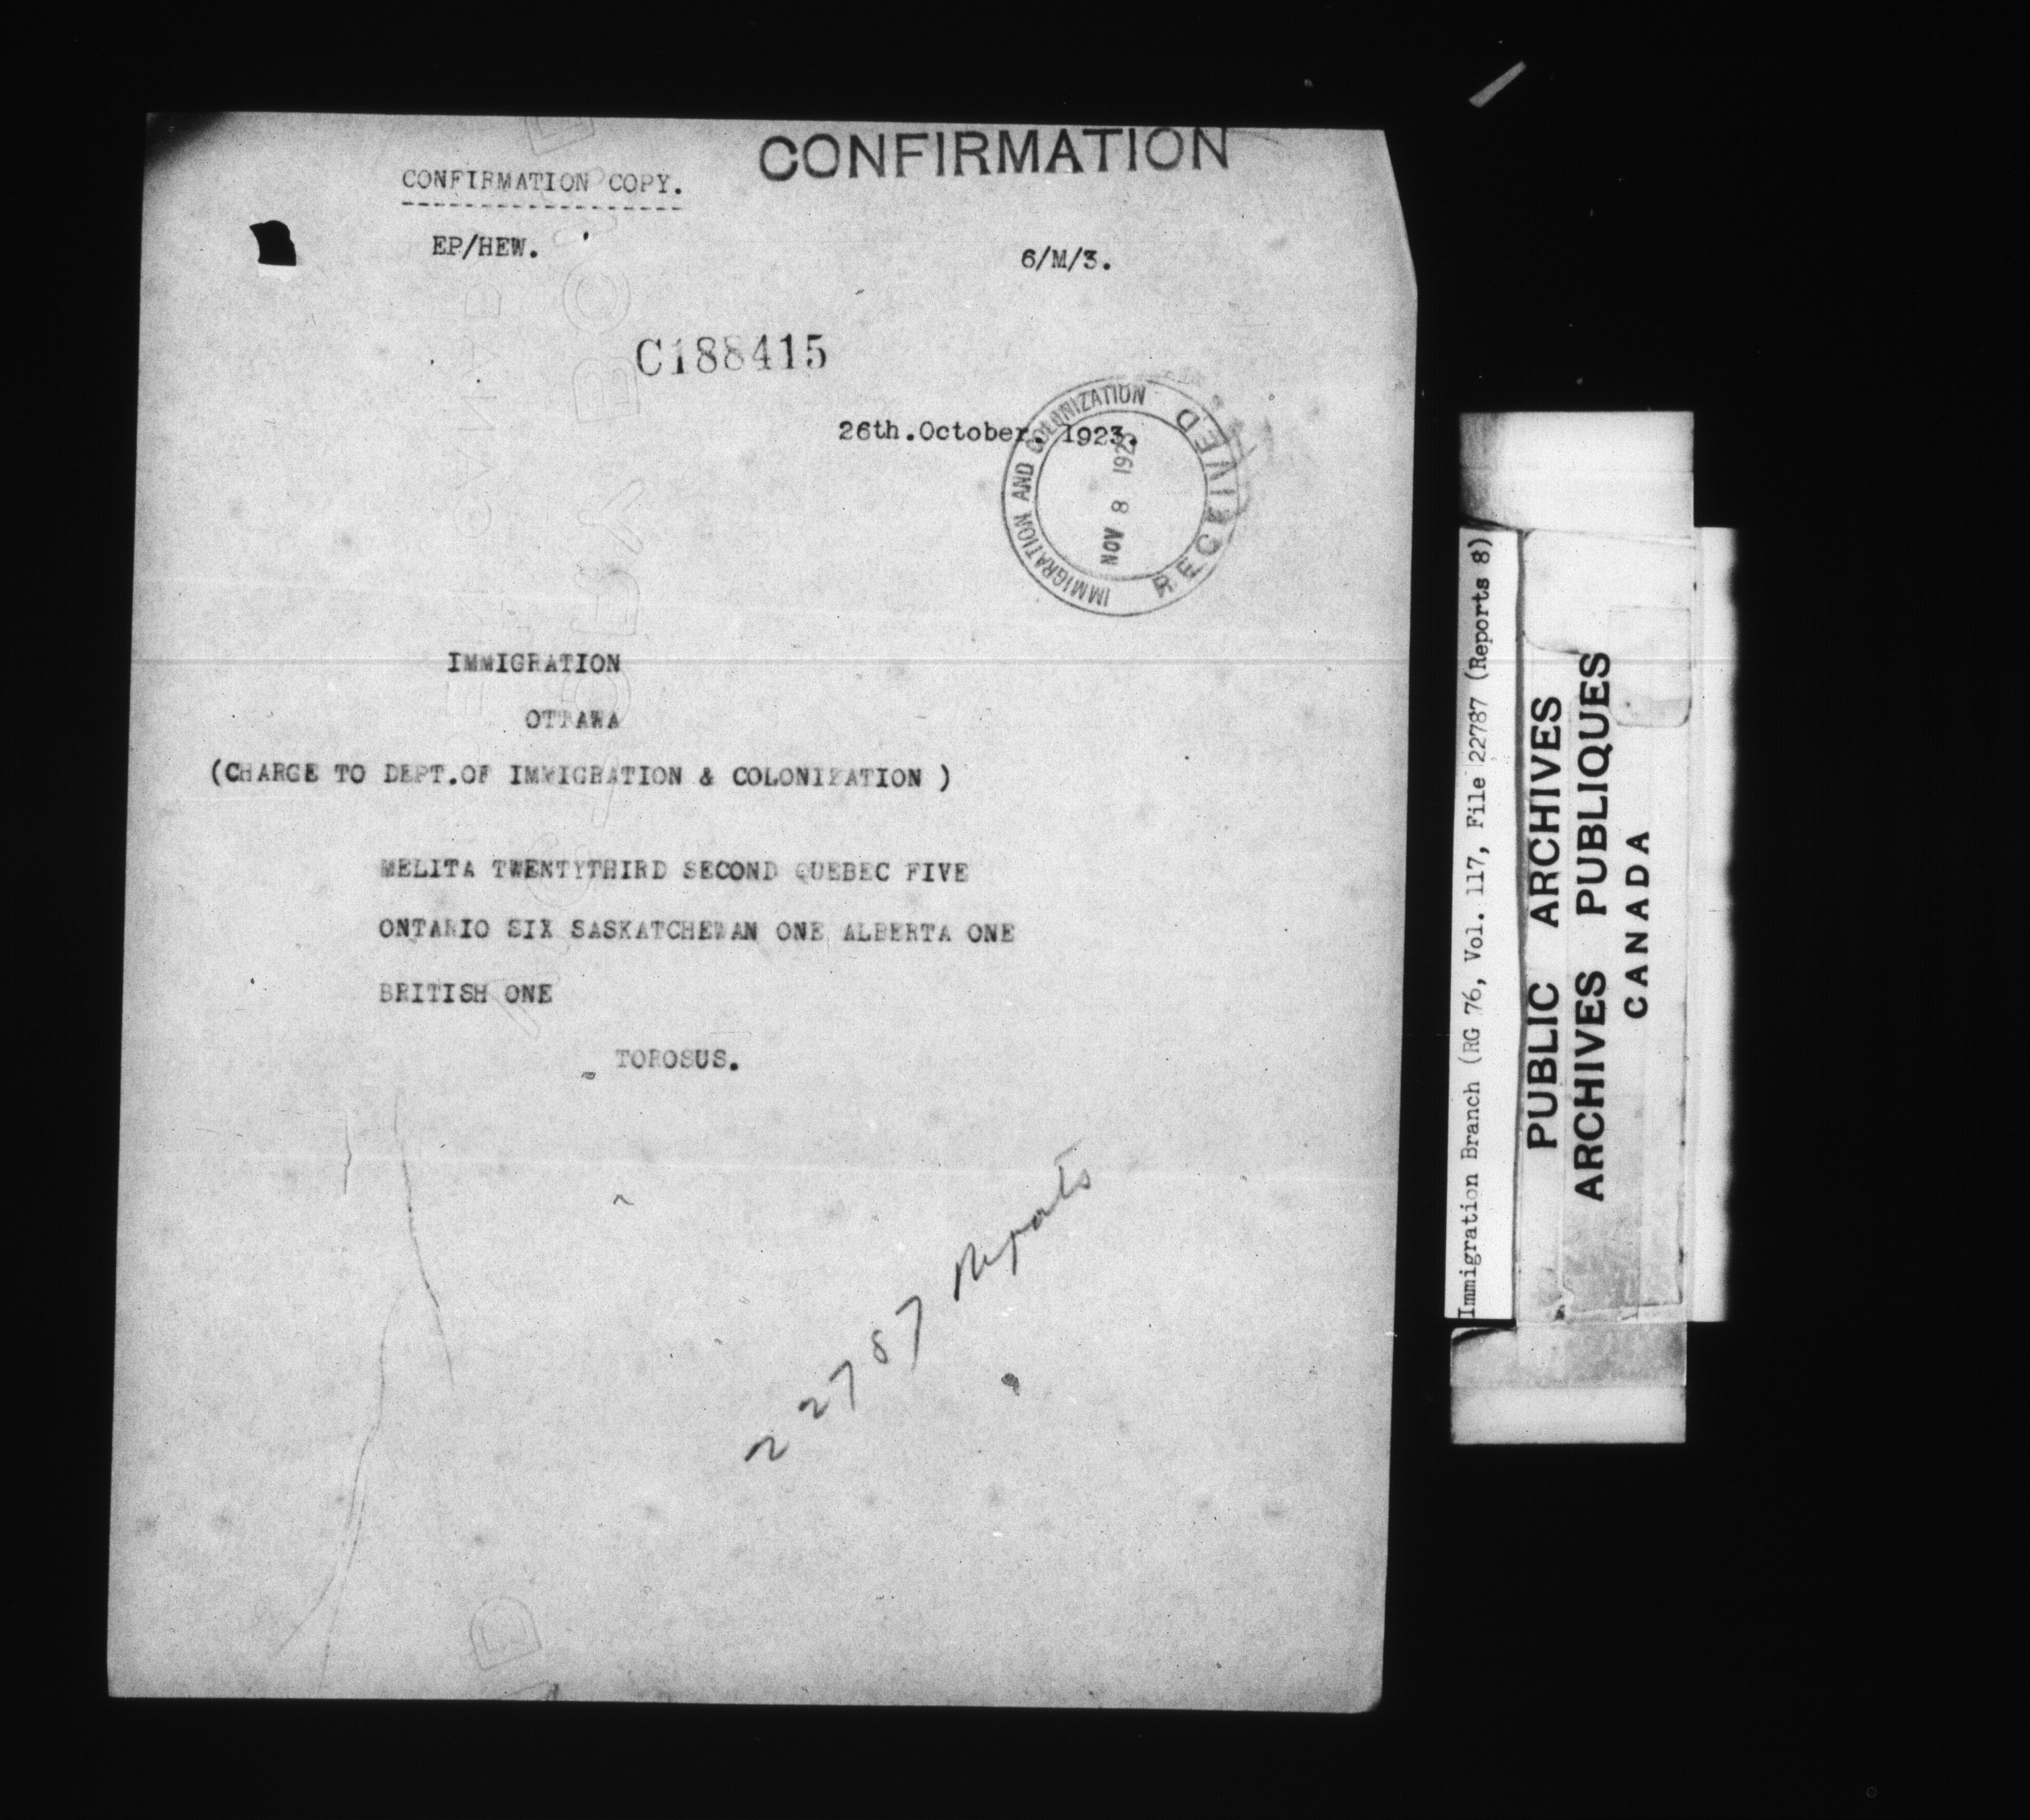 CONFIRMATION
CONFIRMATION COPY.
EP/HEW.
6/M/3.
C188415
26th.October. 1923.
IMMIGRATION AND COLONIZATION
RECEIVED
NOV 8 1923
IMMIGRATION
OTTAWA
(CHARGE TO DEPT.OF IMMIGRATION & COLONIZATION )
MELITA TWENTYTHIRD SECOND QUEBEC FIVE
ONTARIO SIX SASKATCHEWAN ONE ALBERTA ONE
BRITISH ONE
TOROSUS.
22787 Reports
Immigration Branch (RG 76, Vol. 117, File 22787 (Reports 8)
PUBLIC ARCHIVES
ARCHIVES PUBLIQUES
CANADA